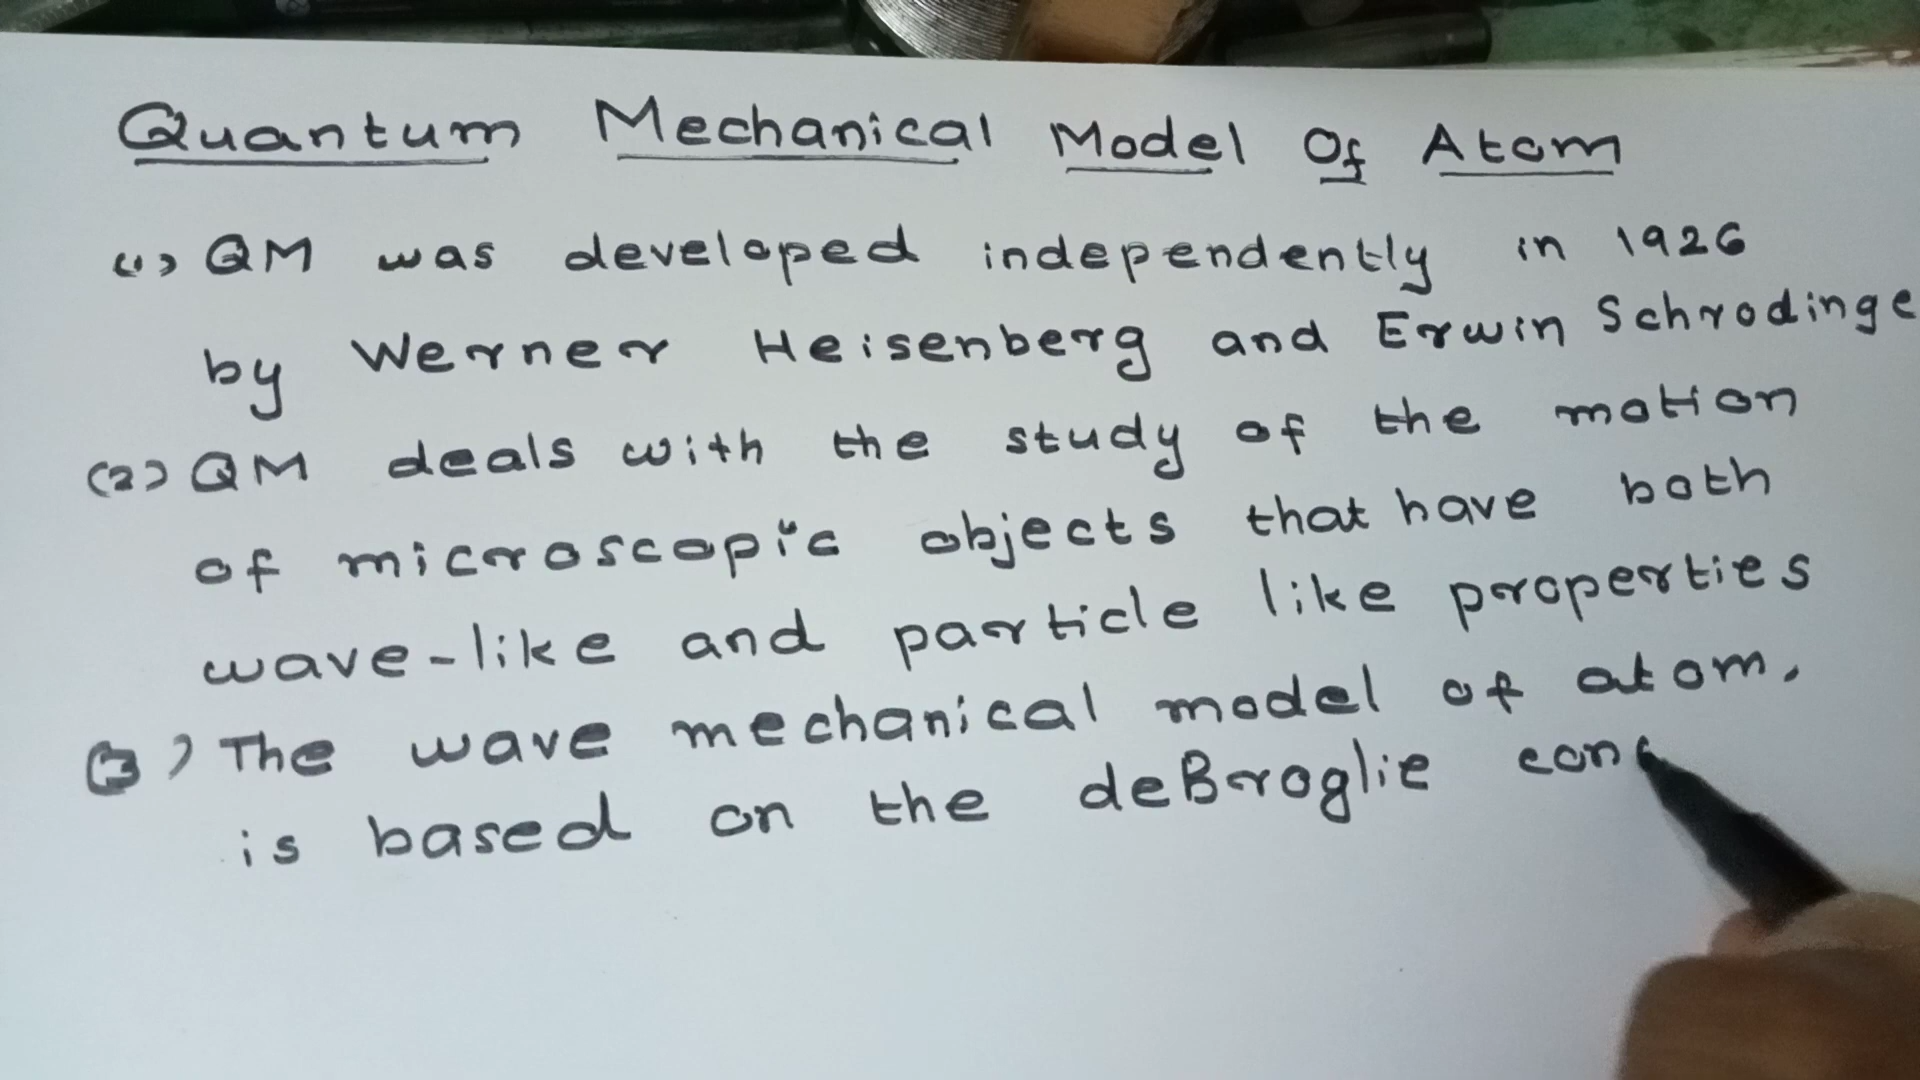 Quantum Mechanical Model Of Atom
(1) QM was developed independently in 1926
by Werner Heisenberg and Erwin Schrodinge
(2) QM deals with the study of the motion
of microscopic objects that have both
wave-like and particle like properties
(3) The wave mechanical model of atom.
is based on the deBroglie